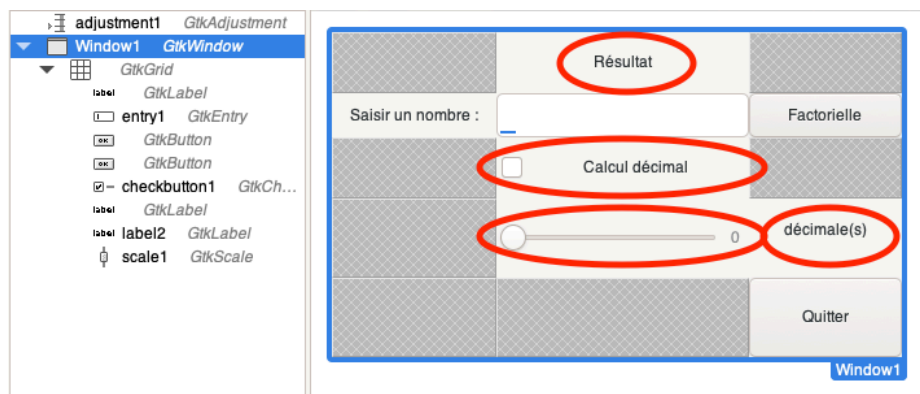 adjustment1 GtkAdjustment
Window1 GtkWindow
GtkGrid
label GtkLabel
entry1 GtkEntry
OK GtkButton
OK GtkButton
checkbutton1 GtkCh...
label GtkLabel
label label2 GtkLabel
scale1 GtkScale
Résultat
Saisir un nombre :
Factorielle
Calcul décimal
0
décimale(s)
Quitter
Window1